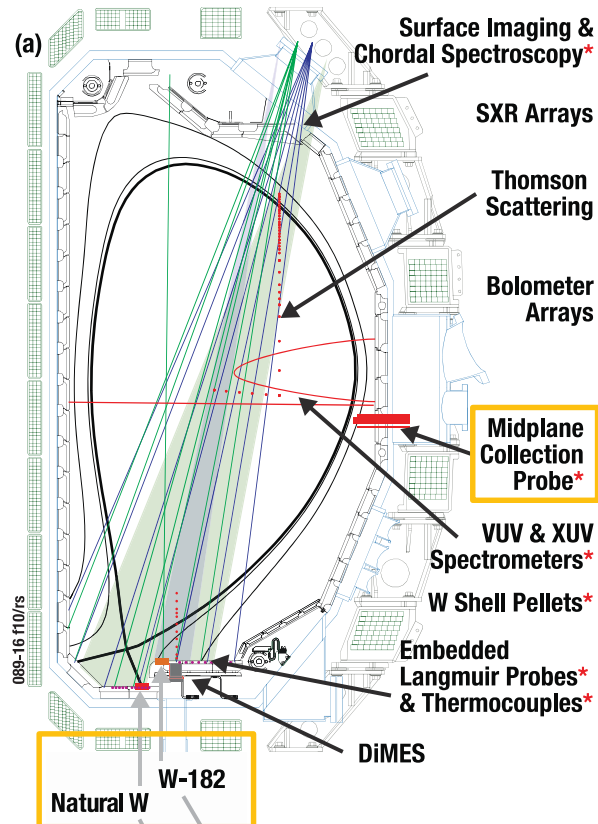 (a)
Surface Imaging &
Chordal Spectroscopy*
SXR Arrays
Thomson
Scattering
Bolometer
Arrays
Midplane
Collection
Probe*
VUV & XUV
Spectrometers*
W Shell Pellets*
Embedded
Langmuir Probes*
& Thermocouples*
DiMES
W-182
Natural W
089-16 f10/rs